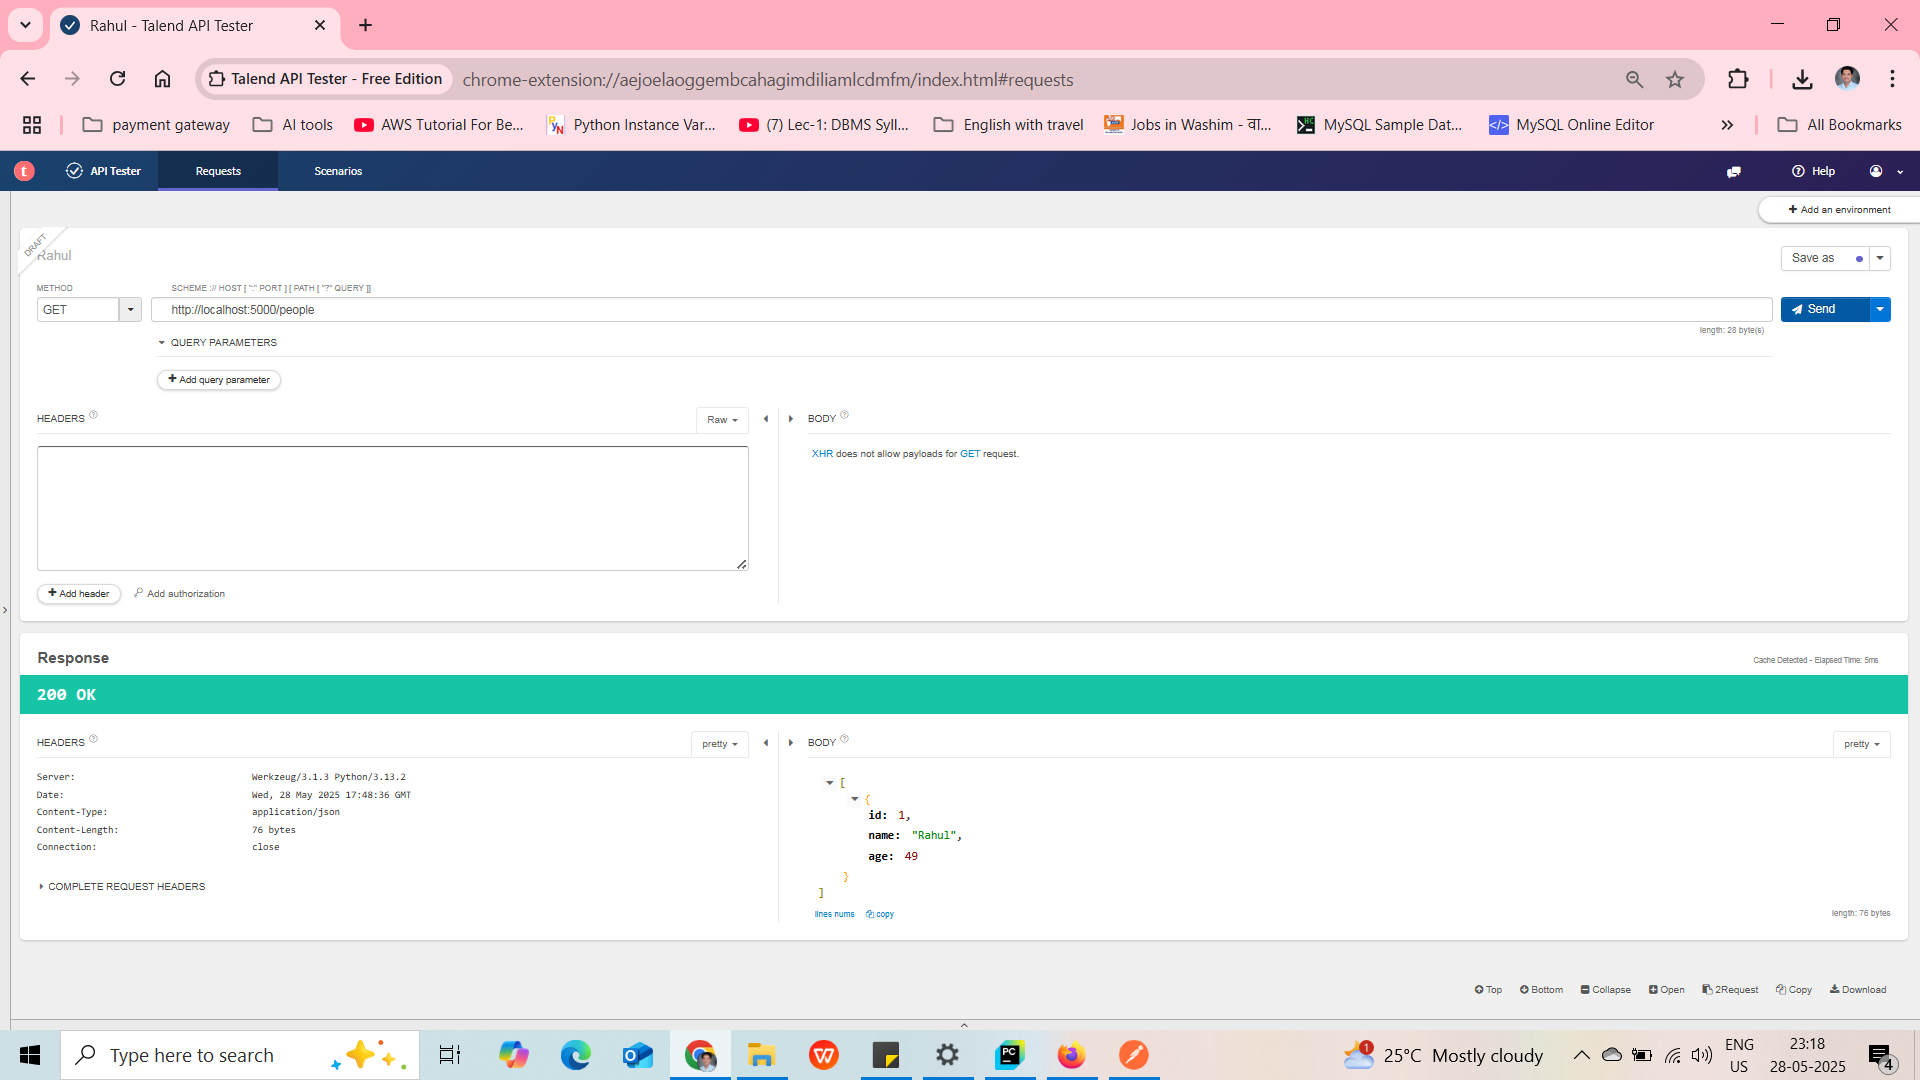 Rahul - Talend API Tester
Talend API Tester - Free Edition
chrome-extension://aejoelaoggembcahagimdiliamlcdmfm/index.html#requests
payment gateway
AI tools
AWS Tutorial For Be...
Python Instance Var...
(7) Lec-1: DBMS Syll...
English with travel
Jobs in Washim - वा...
MySQL Sample Dat...
MySQL Online Editor
All Bookmarks
t
API Tester
Requests
Scenarios
Help
Add an environment
DRAFT
Rahul
Save as
METHOD
SCHEME :// HOST [ ":" PORT ] [ PATH [ "?" QUERY ]]
GET
http://localhost:5000/people
Send
length: 28 byte(s)
QUERY PARAMETERS
Add query parameter
HEADERS
Raw
BODY
XHR does not allow payloads for GET request.
Add header
Add authorization
Response
Cache Detected - Elapsed Time: 5ms
200 OK
HEADERS
pretty
BODY
pretty
Server: Werkzeug/3.1.3 Python/3.13.2
Date: Wed, 28 May 2025 17:48:36 GMT
Content-Type: application/json
Content-Length: 76 bytes
Connection: close
COMPLETE REQUEST HEADERS
[
{
id: 1,
name: "Rahul",
age: 49
}
]
lines nums
copy
length: 76 bytes
Top
Bottom
Collapse
Open
2Request
Copy
Download
Type here to search
PC
1
25°C Mostly cloudy
ENG
US
23:18
28-05-2025
4